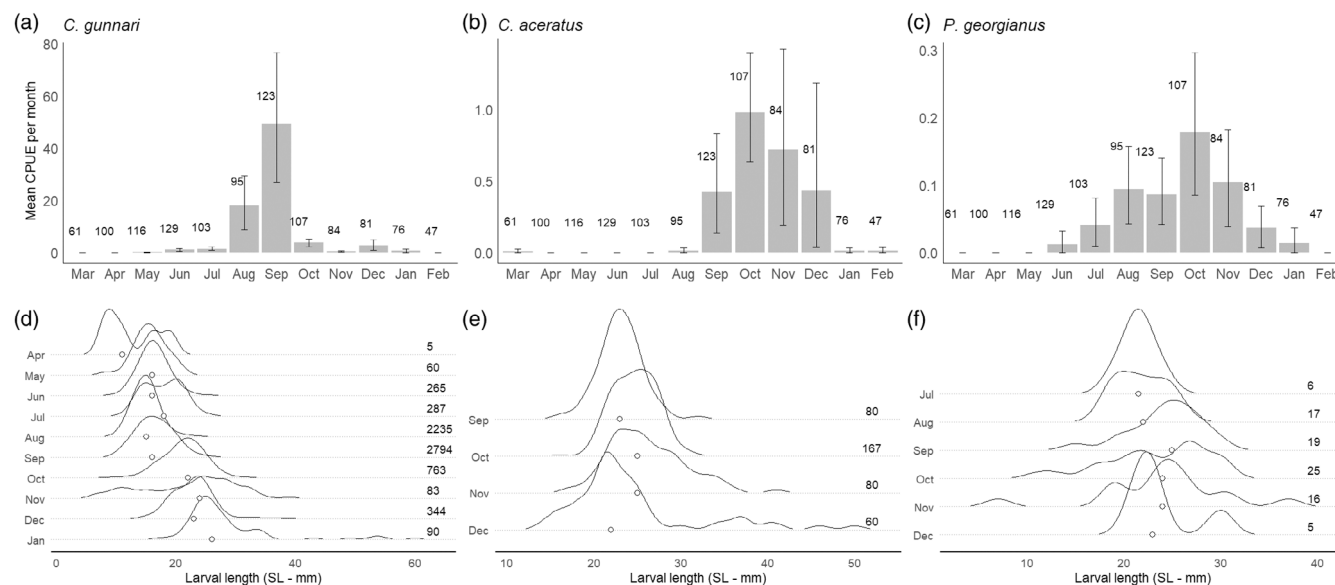 (a) C. gunnari
(b) C. aceratus
(c) P. georgianus
Mean CPUE per month
80
60
40
20
0
61 100 116 129 103 95 123 107 84 81 76 47
Mar Apr May Jun Jul Aug Sep Oct Nov Dec Jan Feb
1.0
0.5
0.0
61 100 116 129 103 95 123 107 84 81 76 47
Mar Apr May Jun Jul Aug Sep Oct Nov Dec Jan Feb
0.3
0.2
0.1
0.0
61 100 116 129 103 95 123 107 84 81 76 47
Mar Apr May Jun Jul Aug Sep Oct Nov Dec Jan Feb
(d)
Apr 5
May 60
Jun 265
Jul 287
Aug 2235
Sep 2794
Oct 763
Nov 83
Dec 344
Jan 90
0 20 40 60
Larval length (SL - mm)
(e)
Sep 80
Oct 167
Nov 80
Dec 60
10 20 30 40 50
Larval length (SL - mm)
(f)
Jul 6
Aug 17
Sep 19
Oct 25
Nov 16
Dec 5
10 20 30 40
Larval length (SL - mm)